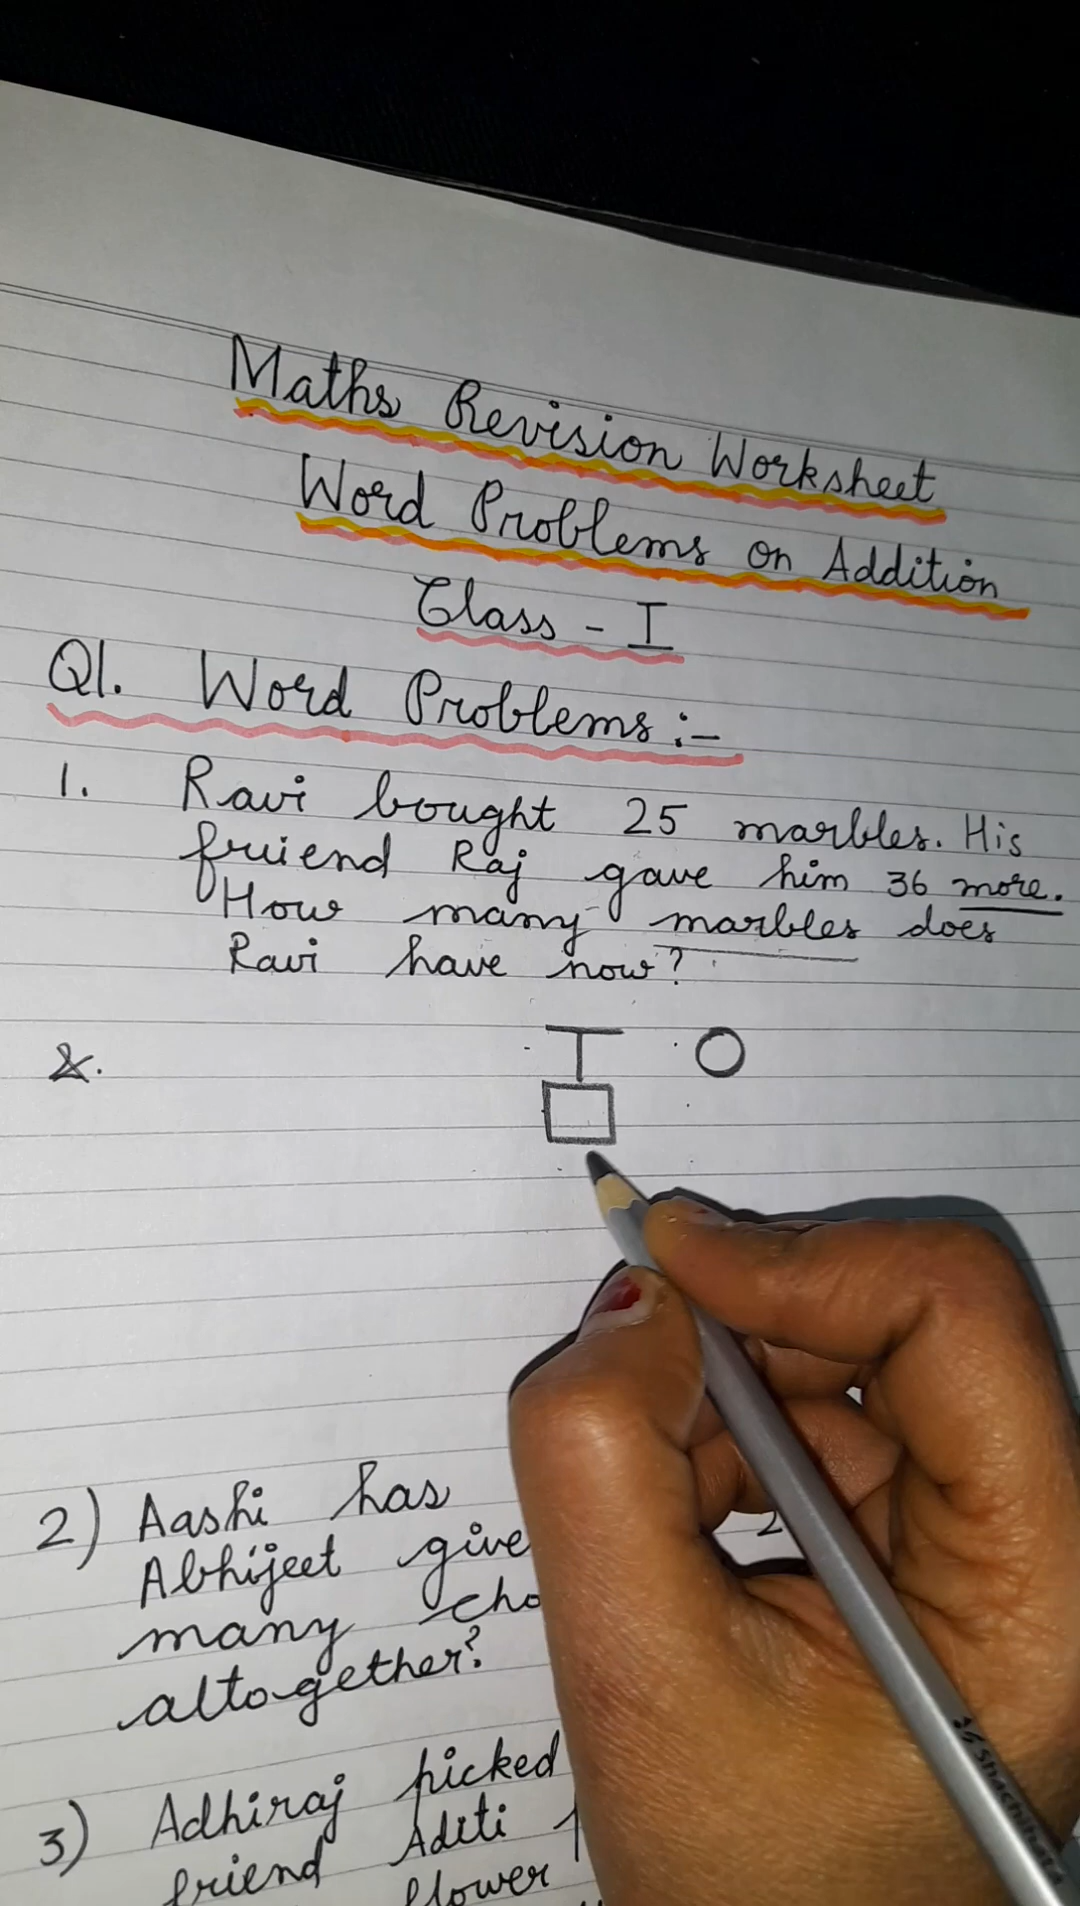 Maths Revision Worksheet
Word Problems on Addition
Class - I
Q1. Word Problems :-
1. Ravi bought 25 marbles. His
friend Raj gave him 36 more.
How many marbles does
Ravi have now?
T O
2) Aashi has
Abhijeet give 2
many cho
altogether?
3) Adhiraj picked
friend Aditi
flower